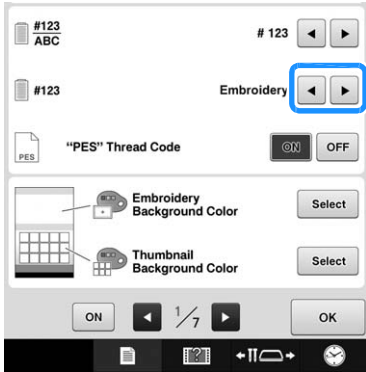 #123
ABC
# 123
#123
Embroidery
PES
"PES" Thread Code
ON
OFF
Embroidery
Background Color
Select
Thumbnail
Background Color
Select
ON
1/7
OK